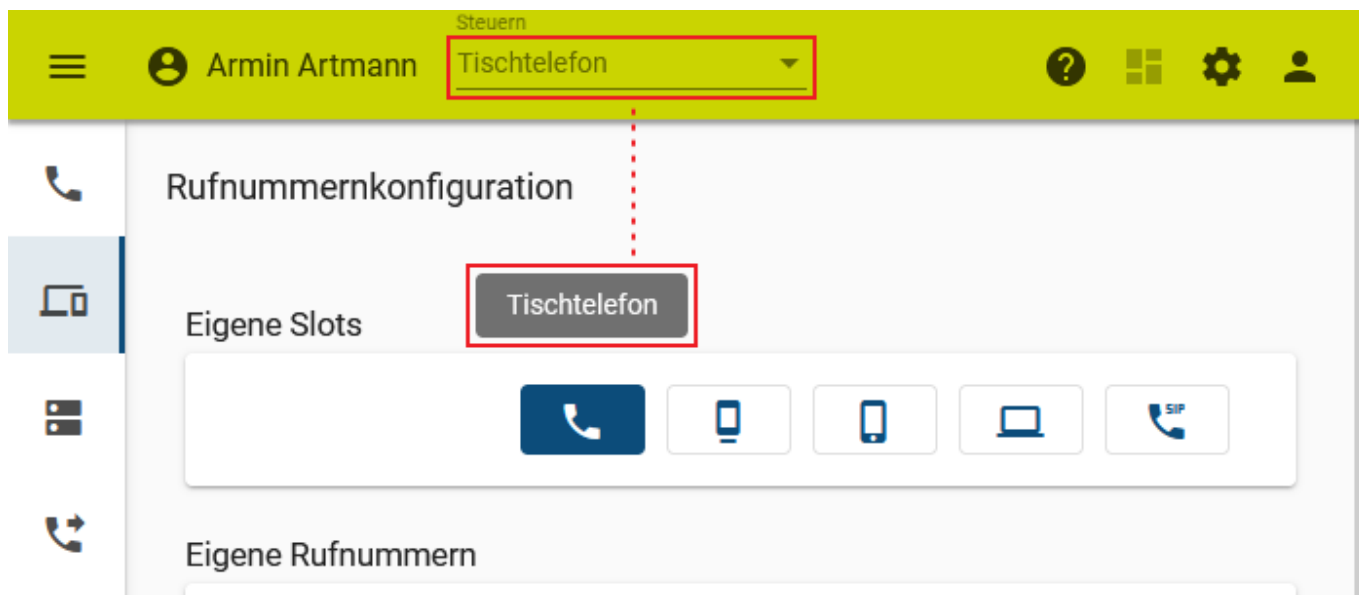 Steuern
Armin Artmann
Tischtelefon
Rufnummernkonfiguration
Tischtelefon
Eigene Slots
SIP
Eigene Rufnummern